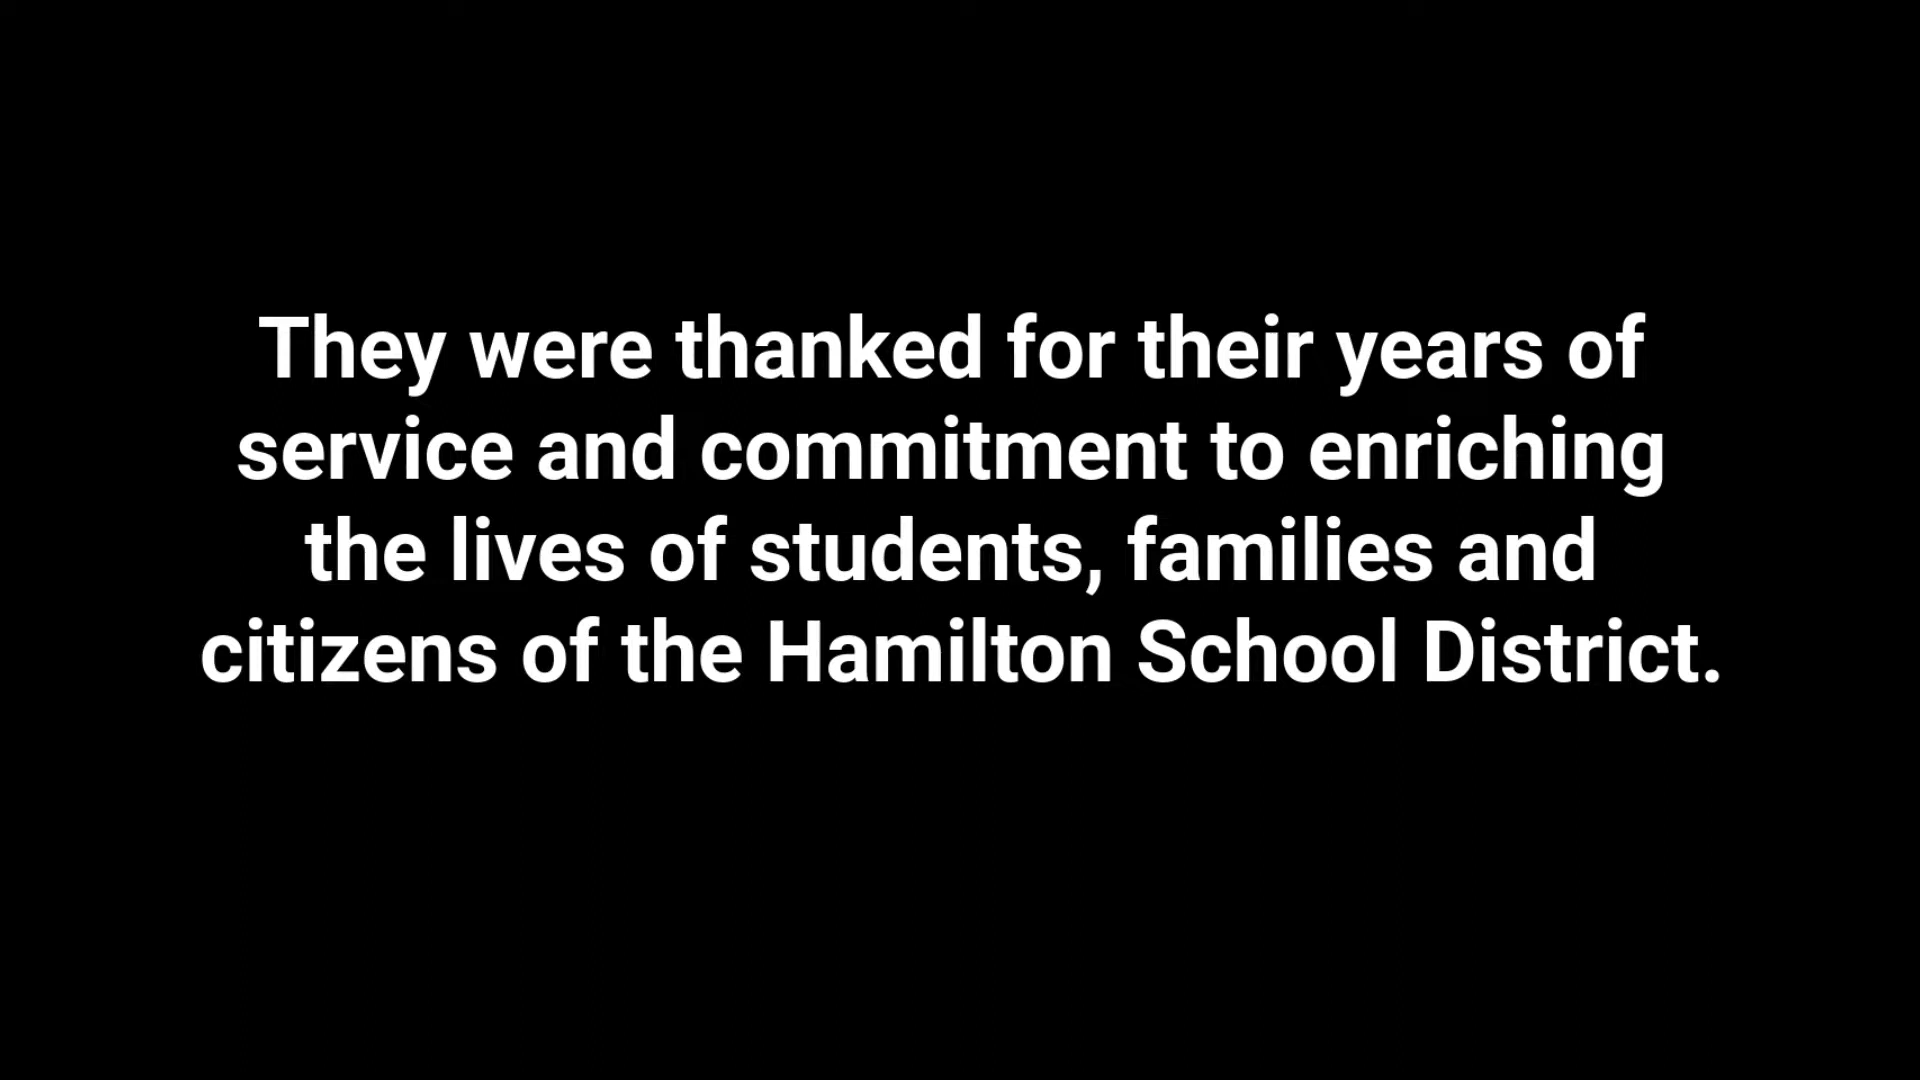 They were thanked for their years of
service and commitment to enriching
the lives of students, families and
citizens of the Hamilton School District.